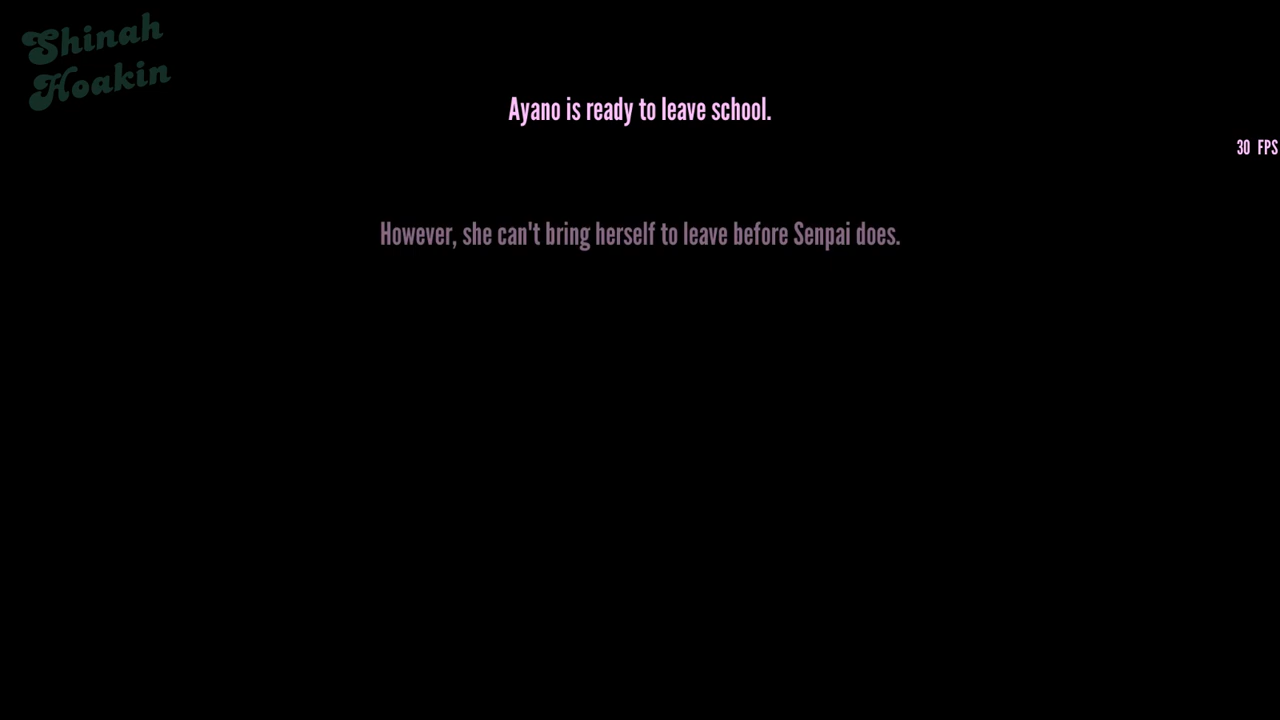 Shinah
Hoakin
Ayano is ready to leave school.
30 FPS
However, she can't bring herself to leave before Senpai does.